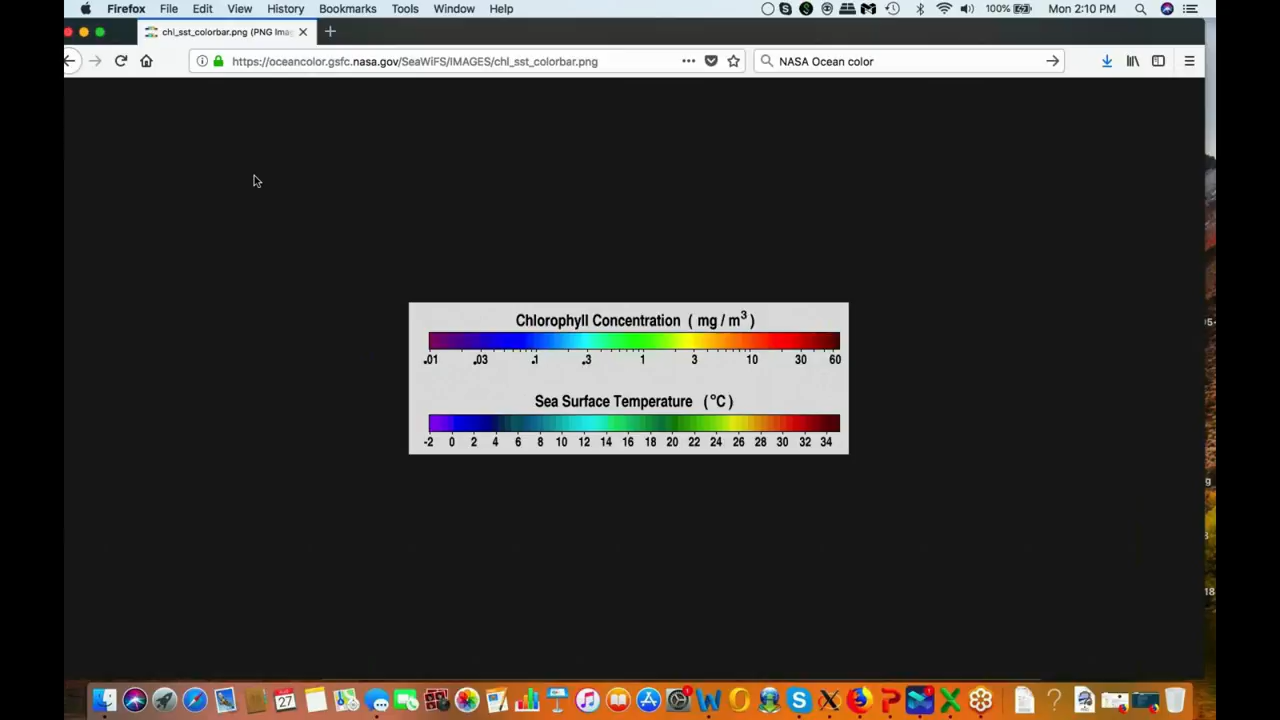 Firefox File Edit View History Bookmarks Tools Window Help 100% Mon 2:10 PM
chl_sst_colorbar.png (PNG Imag
https://oceancolor.gsfc.nasa.gov/SeaWiFS/IMAGES/chl_sst_colorbar.png NASA Ocean color
Chlorophyll Concentration ( mg / m³ )
.01 .03 .1 .3 1 3 10 30 60
Sea Surface Temperature ( °C )
-2 0 2 4 6 8 10 12 14 16 18 20 22 24 26 28 30 32 34
27